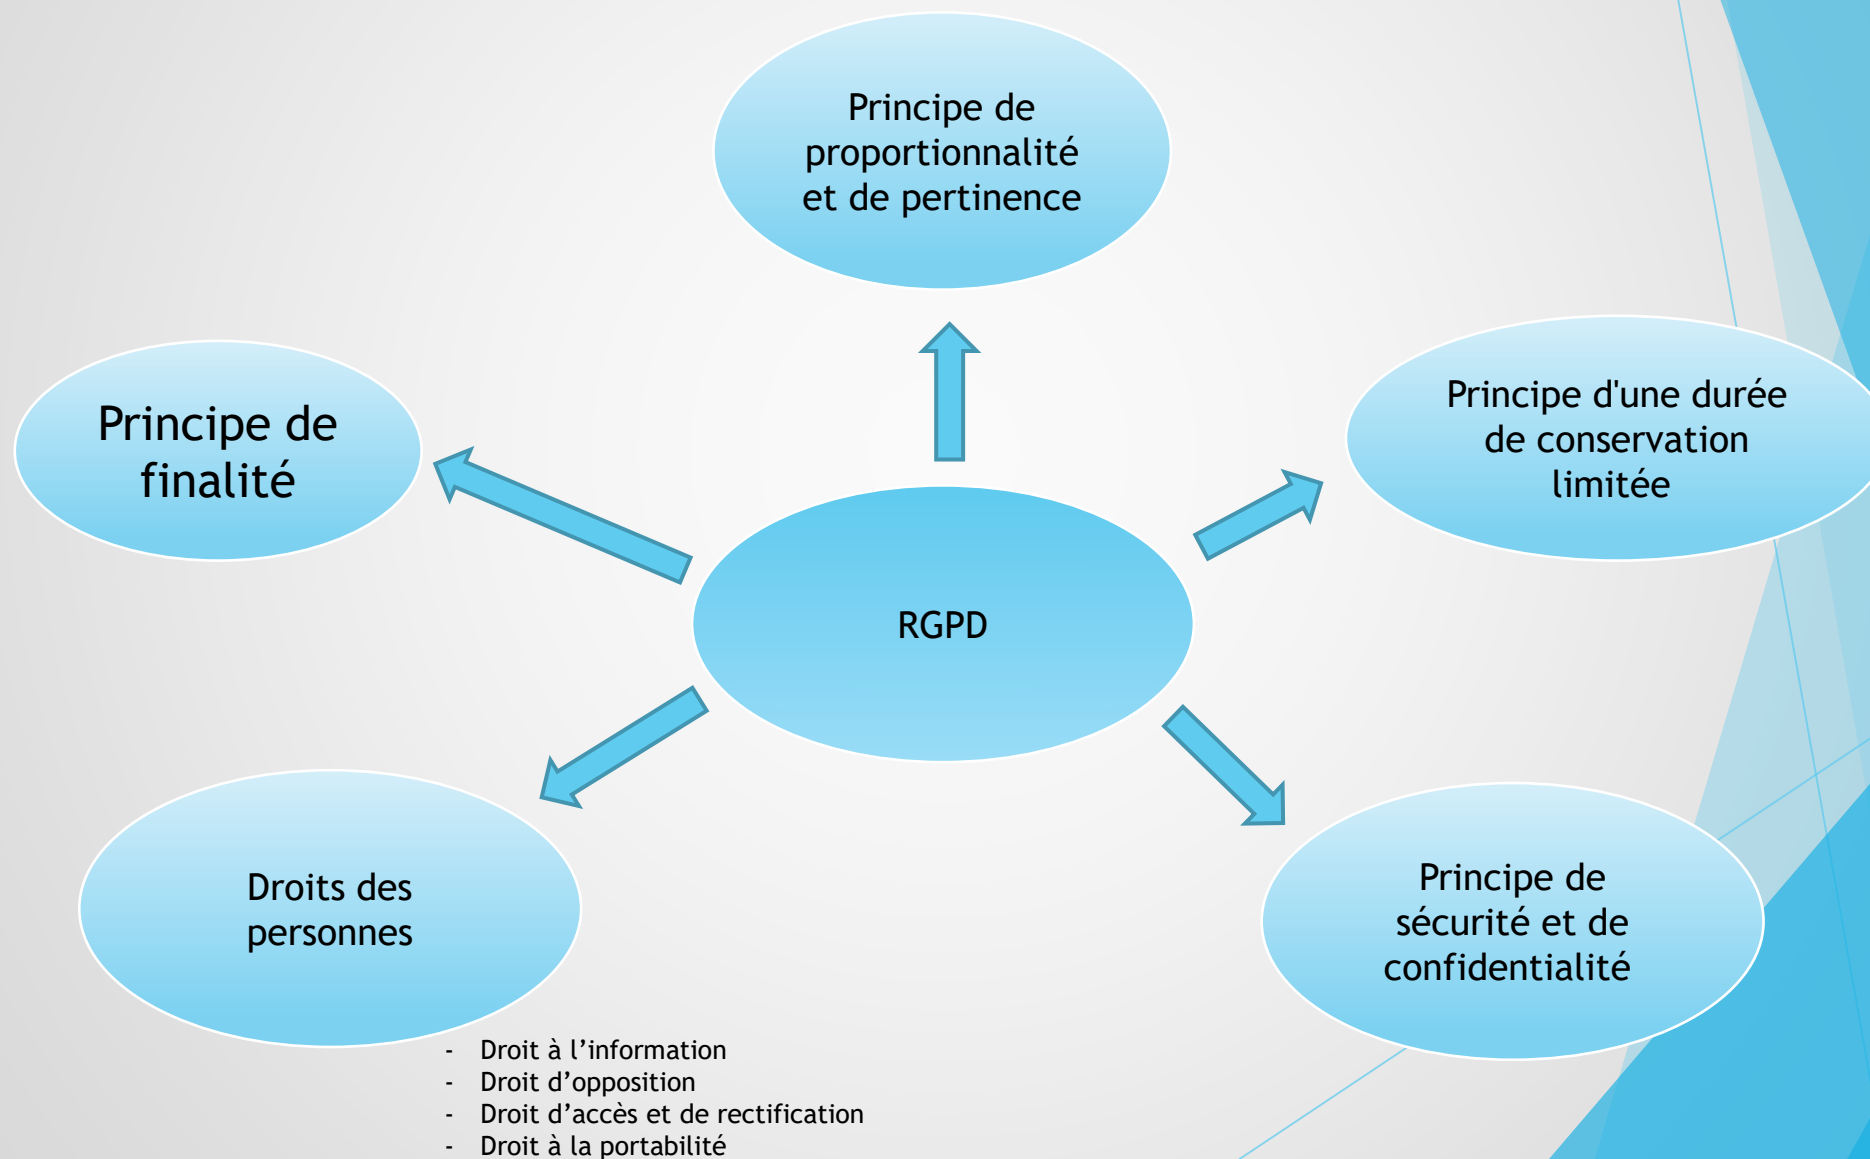 Principe de
proportionnalité
et de pertinence
Principe de
finalité
Principe d'une durée
de conservation
limitée
RGPD
Droits des
personnes
Principe de
sécurité et de
confidentialité
- Droit à l’information
- Droit d’opposition
- Droit d’accès et de rectification
- Droit à la portabilité